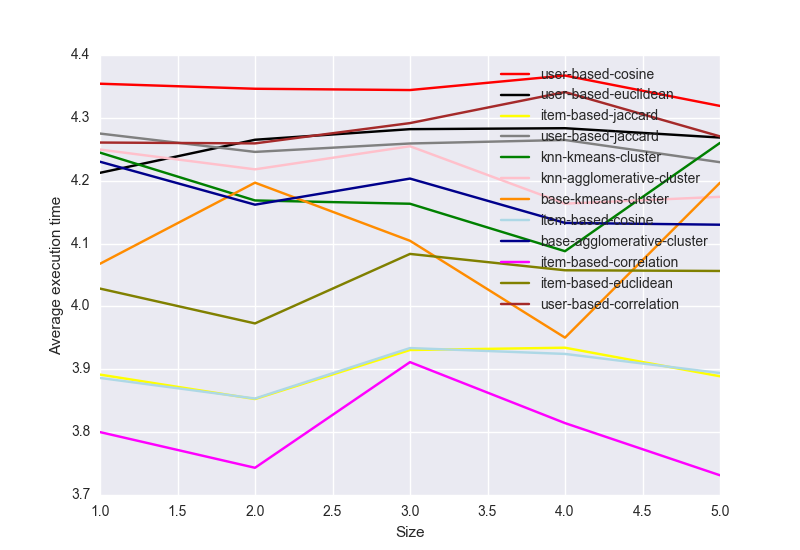 4.4
4.3
4.2
4.1
4.0
3.9
3.8
3.7
Average execution time
user-based-cosine
user-based-euclidean
item-based-jaccard
user-based-jaccard
knn-kmeans-cluster
knn-agglomerative-cluster
base-kmeans-cluster
item-based-cosine
base-agglomerative-cluster
item-based-correlation
item-based-euclidean
user-based-correlation
1.0 1.5 2.0 2.5 3.0 3.5 4.0 4.5 5.0
Size